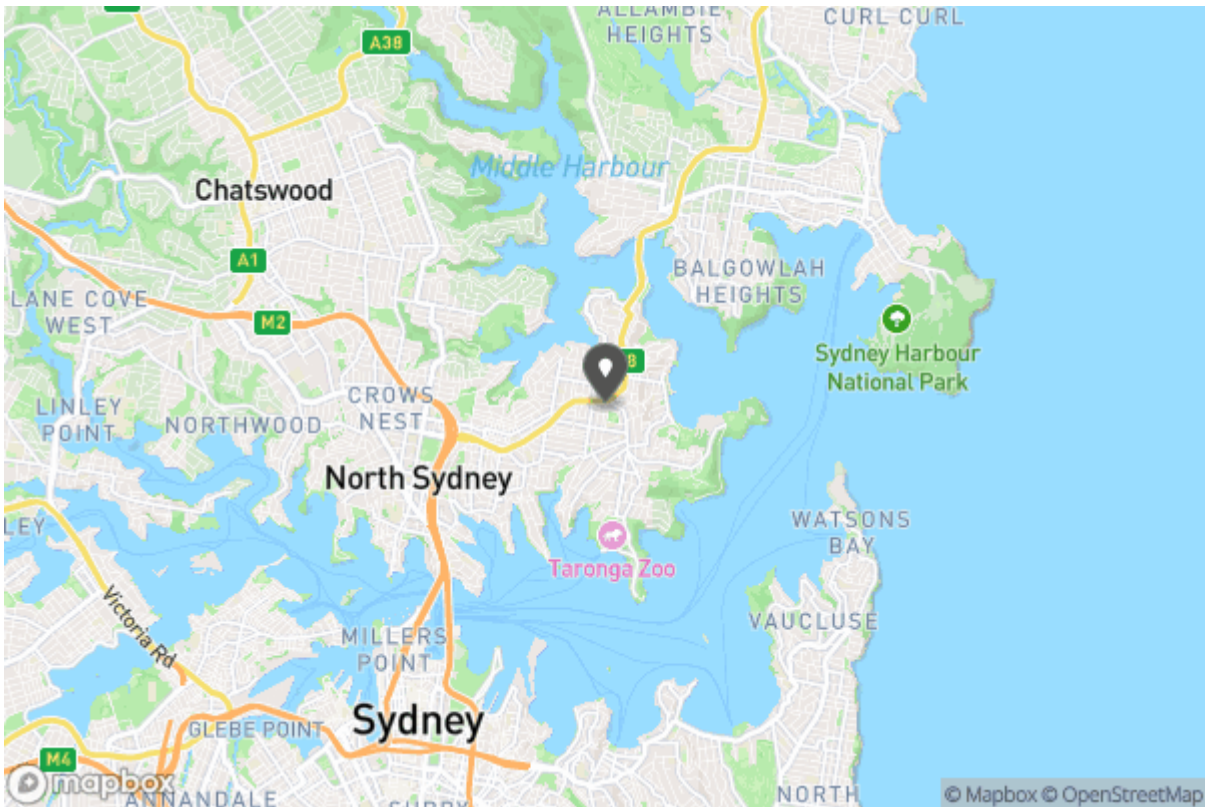 ALLAMBIE
HEIGHTS
CURL CURL
A38
Middle Harbour
Chatswood
A1
BALGOWLAH
HEIGHTS
LANE COVE
WEST
M2
Sydney Harbour
National Park
8
CROWS
NEST
LINLEY
POINT
NORTHWOOD
North Sydney
LEY
WATSONS
BAY
Taronga Zoo
Victoria Rd
VAUCLUSE
MILLERS
POINT
Sydney
GLEBE POINT
M4
mapbox
ANNANDALE
NORTH
© Mapbox © OpenStreetMap